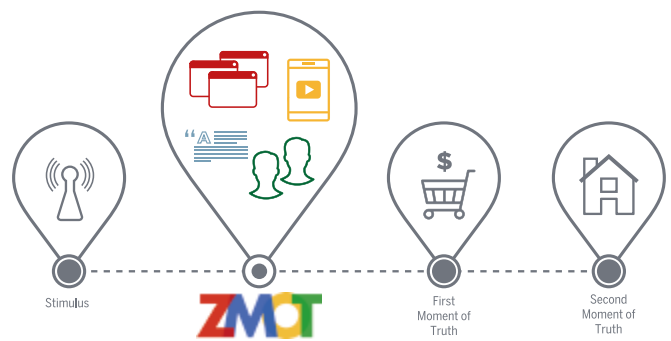 “A
$
Stimulus
ZMOT
First
Moment of
Truth
Second
Moment of
Truth